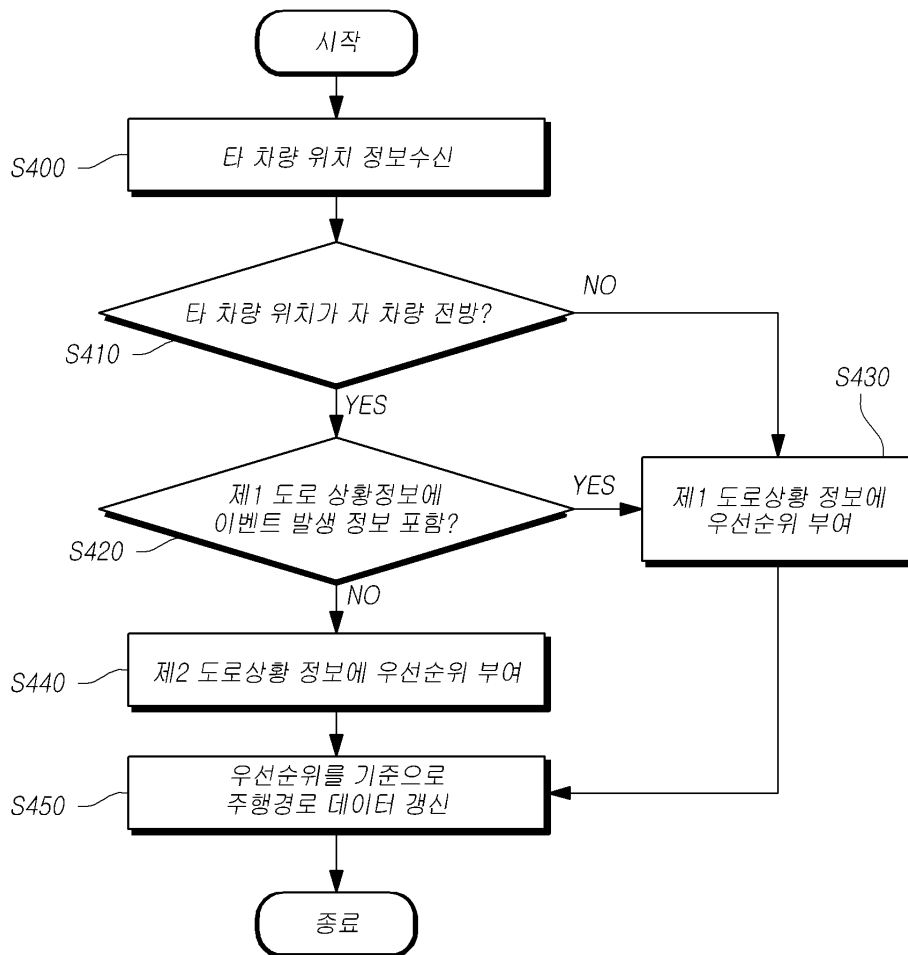 시작
S400
타 차량 위치 정보수신
타 차량 위치가 자 차량 전방?
NO
S410
YES
S430
제1 도로 상황정보에
이벤트 발생 정보 포함?
YES
제1 도로상황 정보에
우선순위 부여
S420
NO
S440
제2 도로상황 정보에 우선순위 부여
우선순위를 기준으로
주행경로 데이터 갱신
S450
종료